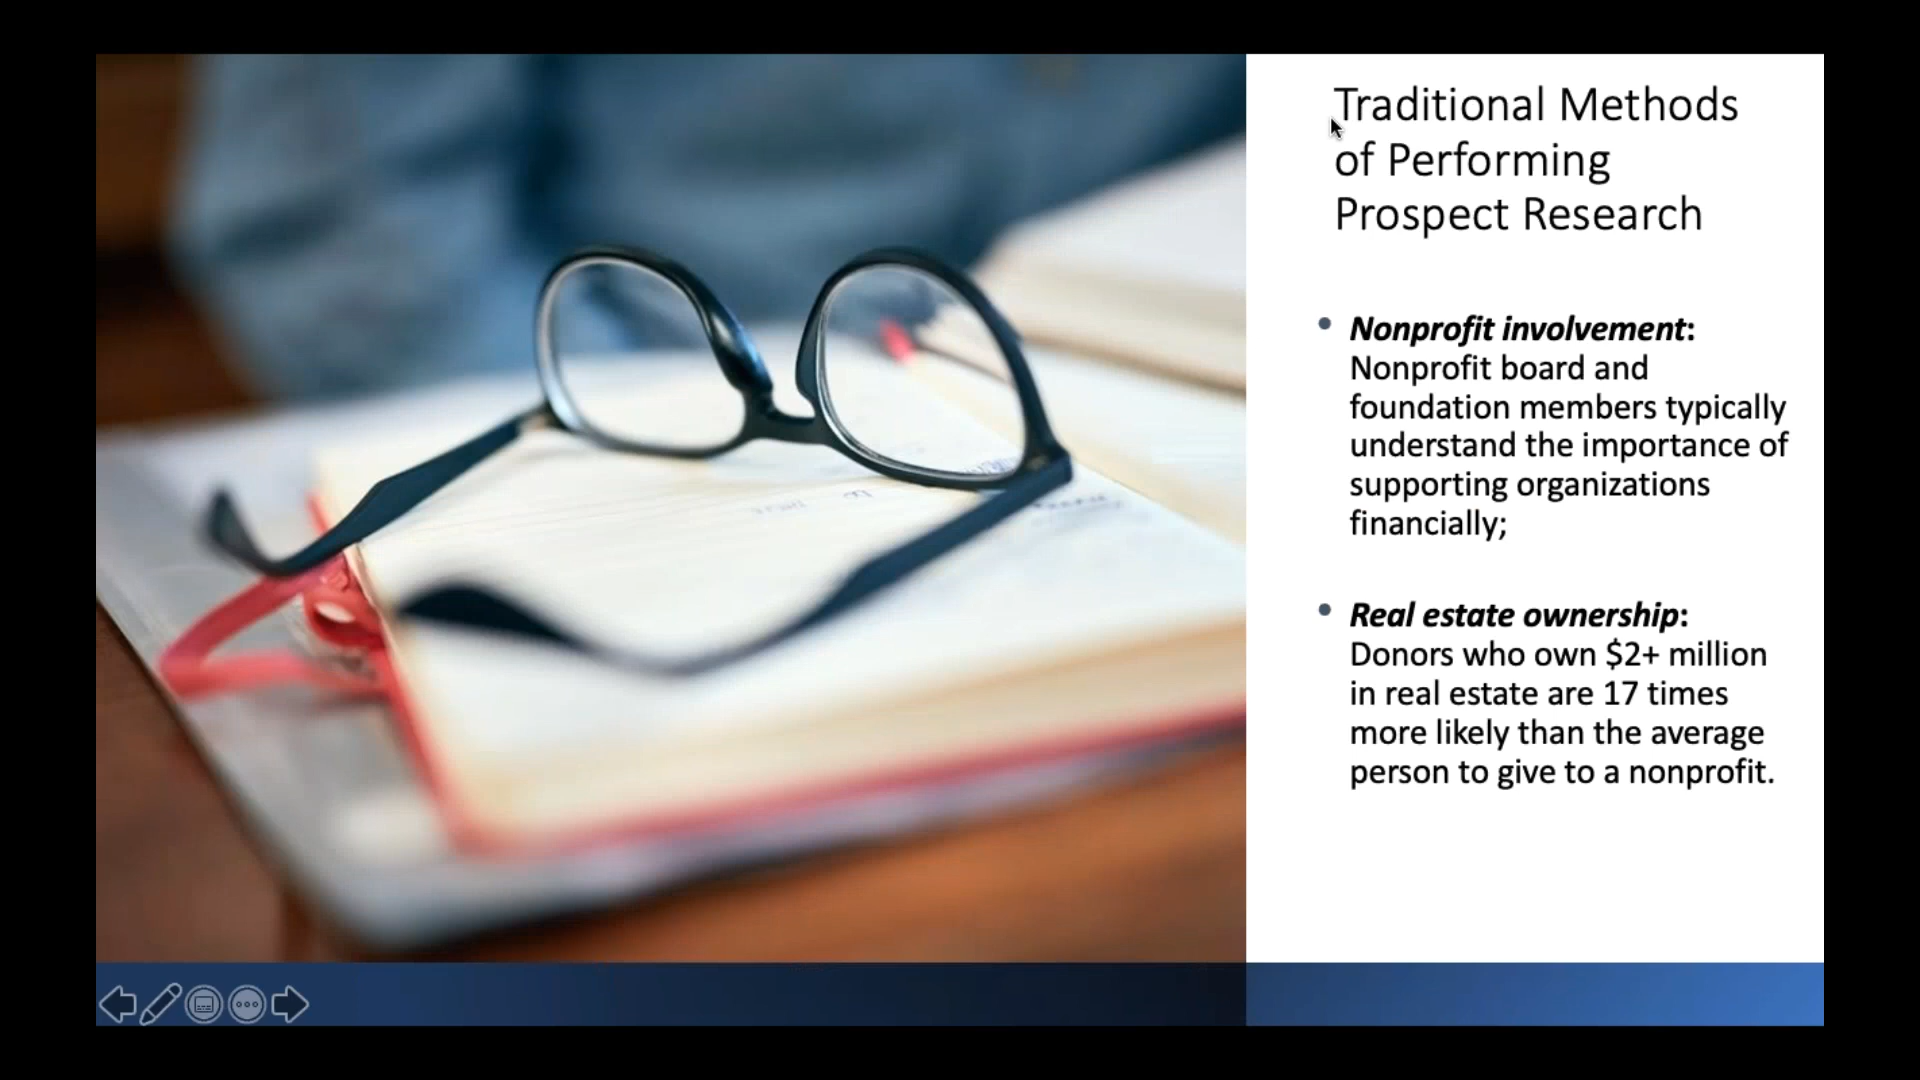 Traditional Methods
of Performing
Prospect Research
• Nonprofit involvement:
Nonprofit board and
foundation members typically
understand the importance of
supporting organizations
financially;
• Real estate ownership:
Donors who own $2+ million
in real estate are 17 times
more likely than the average
person to give to a nonprofit.